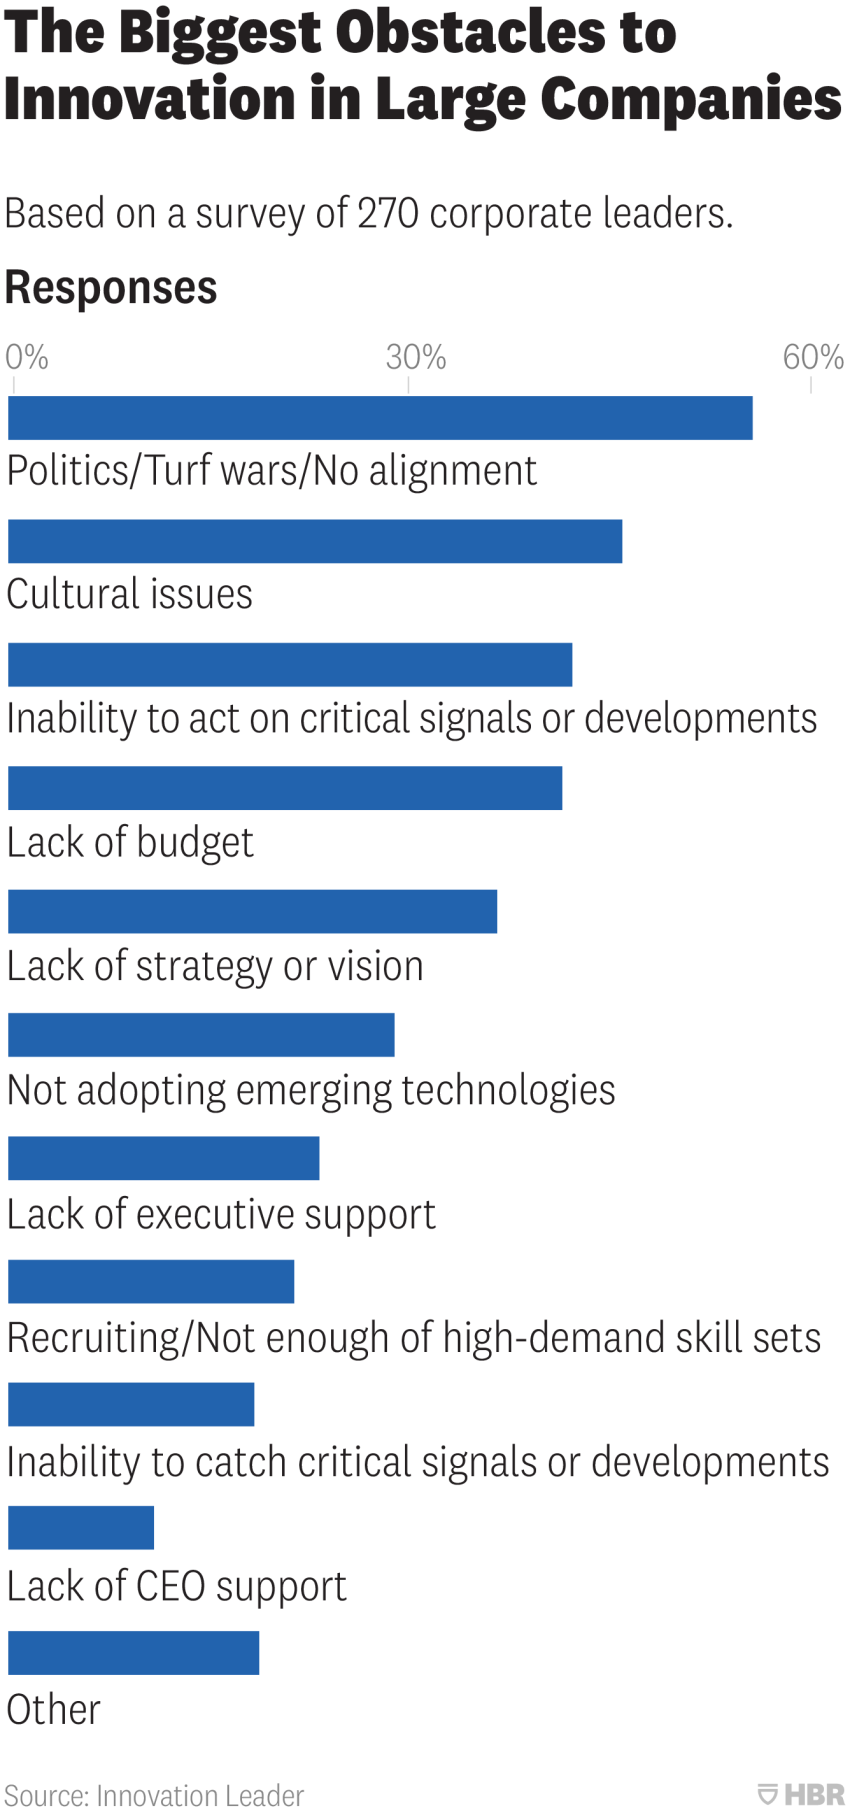 The Biggest Obstacles to
Innovation in Large Companies
Based on a survey of 270 corporate leaders.
Responses
0% 30% 60%
Politics/Turf wars/No alignment
Cultural issues
Inability to act on critical signals or developments
Lack of budget
Lack of strategy or vision
Not adopting emerging technologies
Lack of executive support
Recruiting/Not enough of high-demand skill sets
Inability to catch critical signals or developments
Lack of CEO support
Other
Source: Innovation Leader HBR